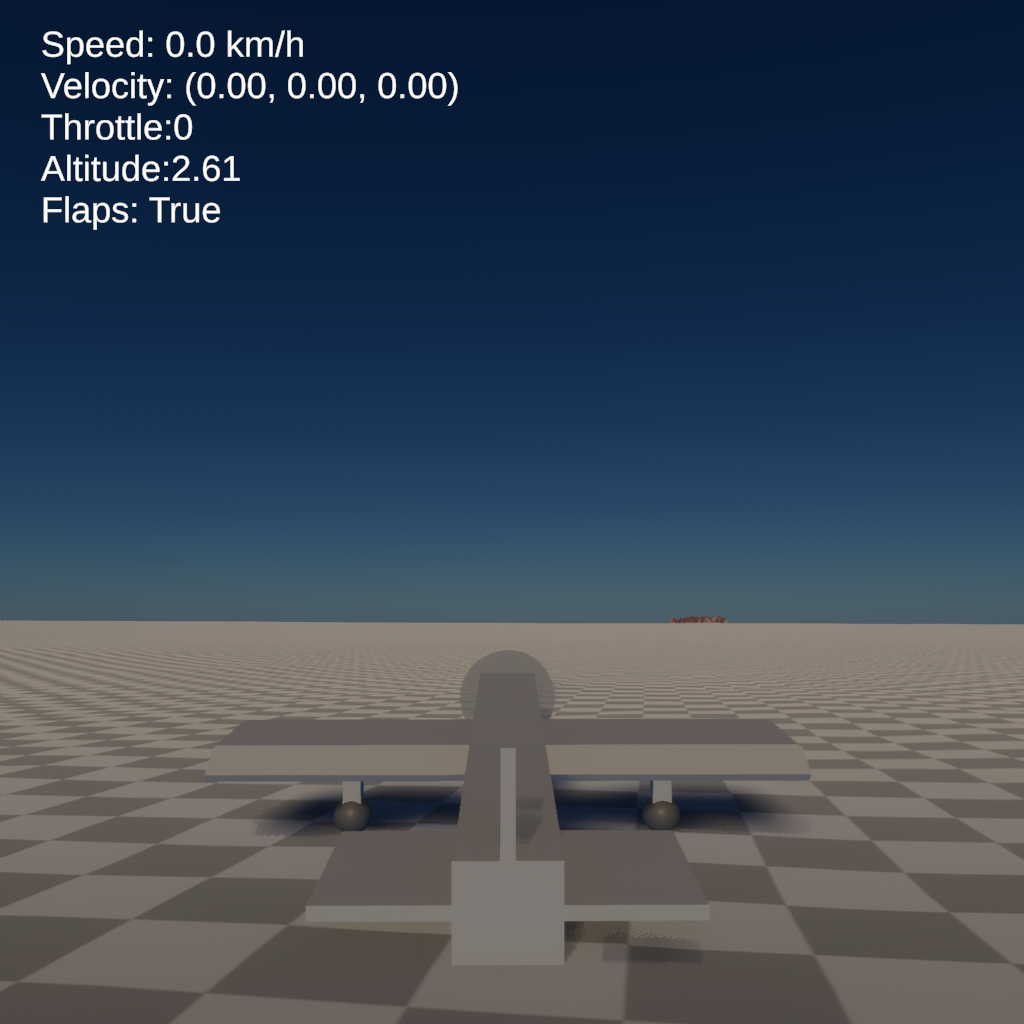 Speed: 0.0 km/h
Velocity: (0.00, 0.00, 0.00)
Throttle:0
Altitude:2.61
Flaps: True